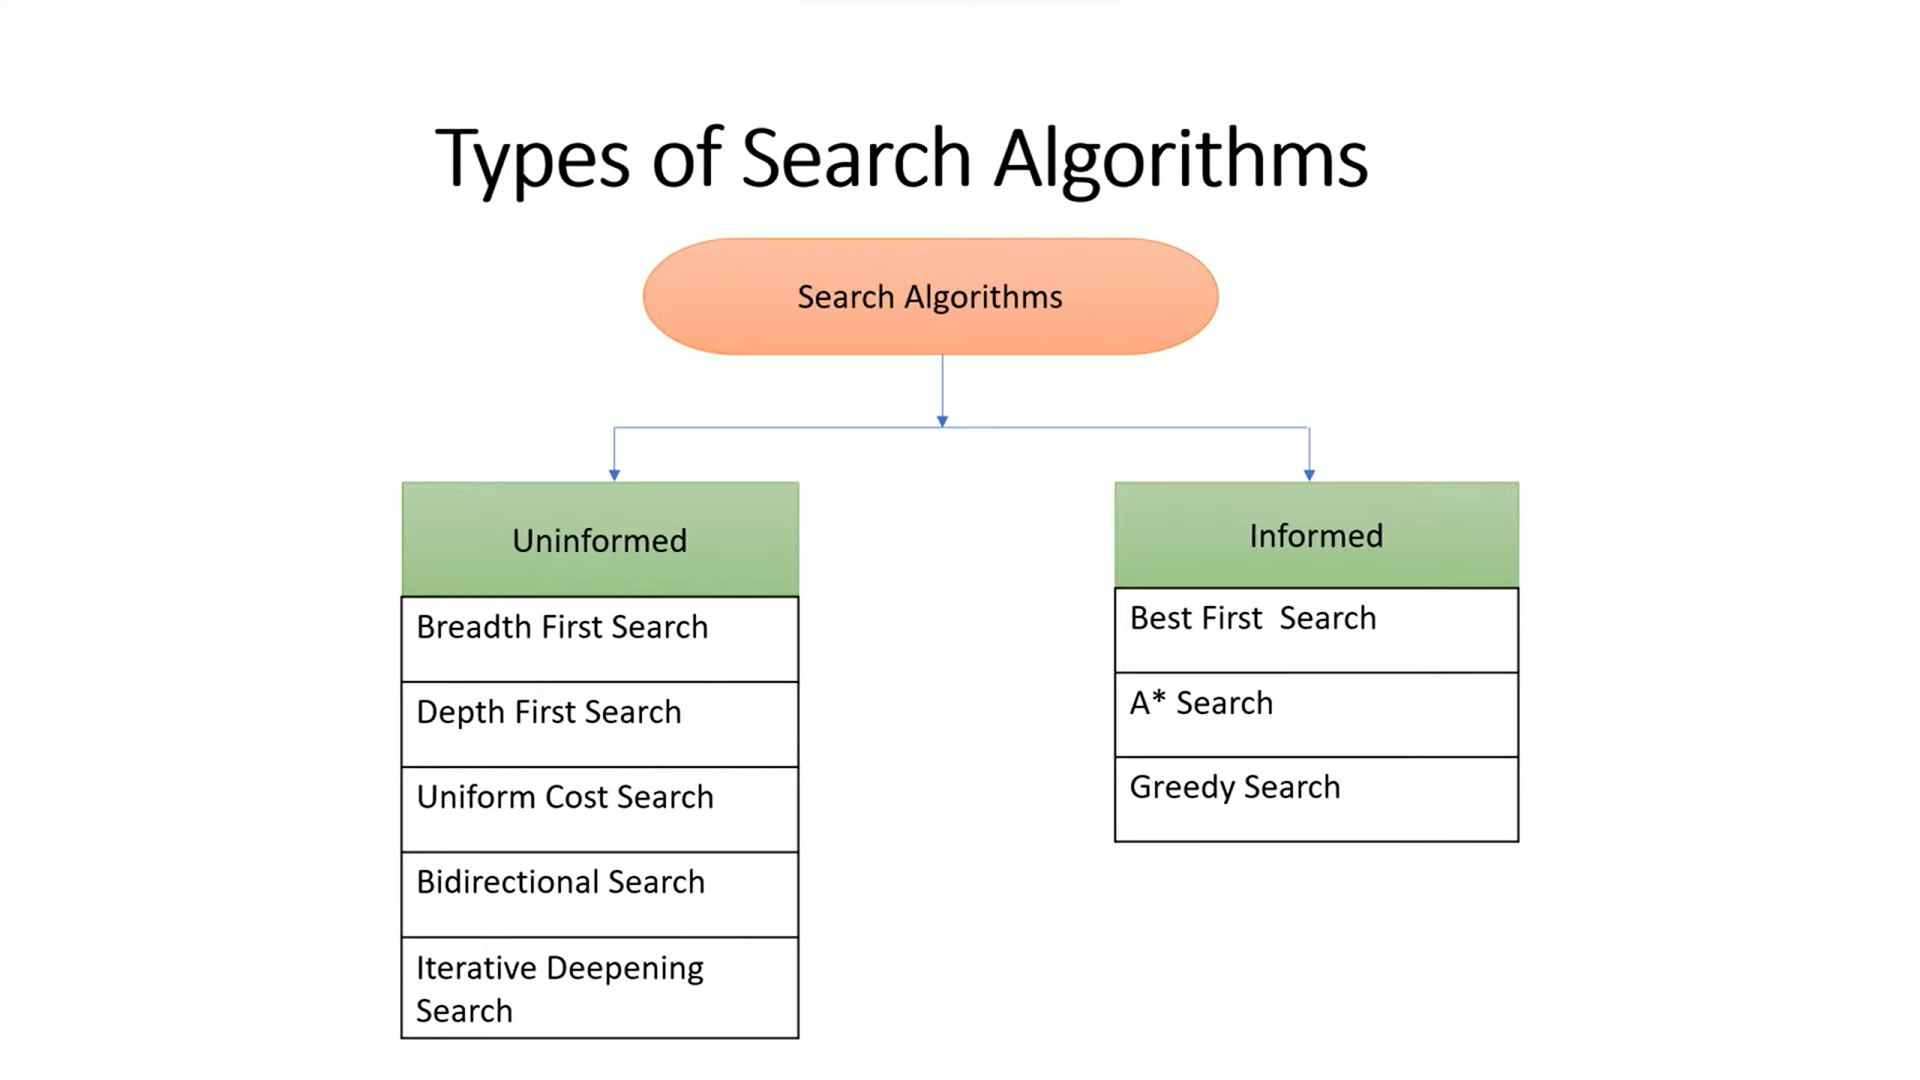 Types of Search Algorithms
Search Algorithms
Uninformed
Breadth First Search
Depth First Search
Uniform Cost Search
Bidirectional Search
Iterative Deepening
Search
Informed
Best First  Search
A* Search
Greedy Search